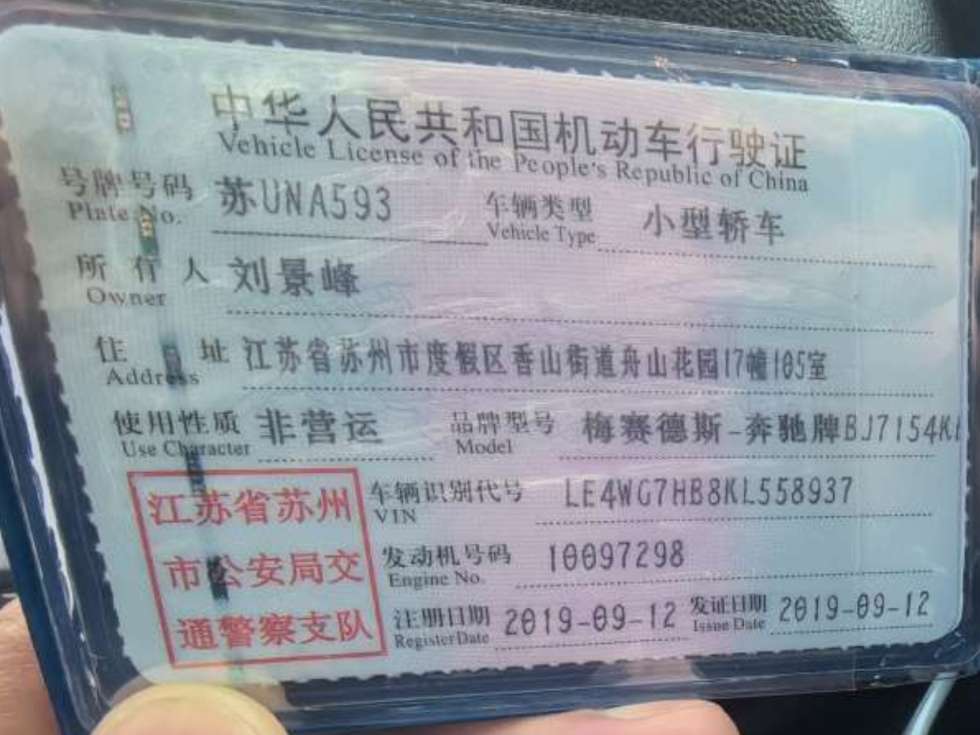 中华人民共和国机动车行驶证
Vehicle License of the People's Republic of China
号牌号码 苏UNA593 车辆类型 小型轿车
Plate No. Vehicle Type
所有人 刘景峰
Owner
住址 江苏省苏州市度假区香山街道舟山花园17幢105室
Address
使用性质 非营运 品牌型号 梅赛德斯-奔驰牌BJ7154K
Use Character Model
江苏省苏州
市公安局交
通警察支队
车辆识别代号 LE4WG7HB8KL558937
VIN
发动机号码 10097298
Engine No.
注册日期 2019-09-12 发证日期 2019-09-12
Register Date Issue Date